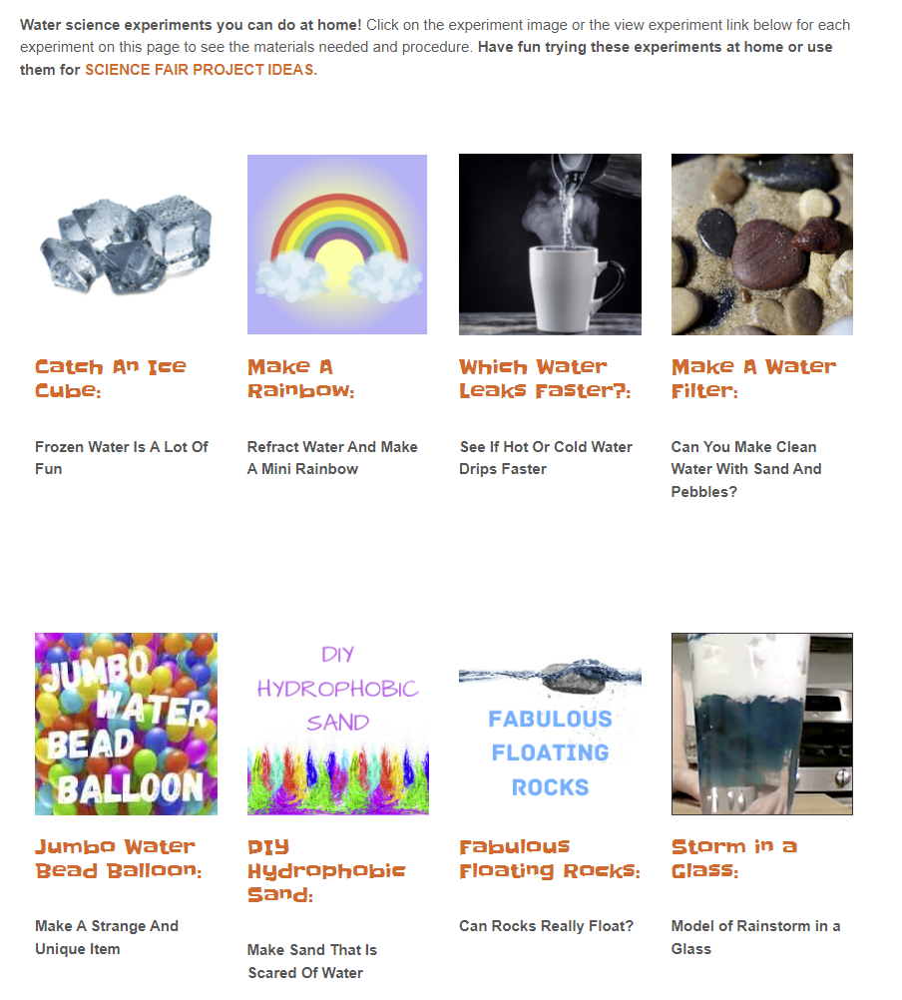 Water science experiments you can do at home! Click on the experiment image or the view experiment link below for each
experiment on this page to see the materials needed and procedure. Have fun trying these experiments at home or use
them for SCIENCE FAIR PROJECT IDEAS.
Catch An Ice
Cube:
Frozen Water Is A Lot Of
Fun
Make A
Rainbow:
Refract Water And Make
A Mini Rainbow
Which Water
Leaks Faster?:
See If Hot Or Cold Water
Drips Faster
Make A Water
Filter:
Can You Make Clean
Water With Sand And
Pebbles?
JUMBO
WATER
BEAD
BALLOON
Jumbo Water
Bead Balloon:
Make A Strange And
Unique Item
DIY
HYDROPHOBIC
SAND
DIY
Hydrophobic
Sand:
Make Sand That Is
Scared Of Water
FABULOUS
FLOATING
ROCKS
Fabulous
Floating Rocks:
Can Rocks Really Float?
Storm in a
Glass:
Model of Rainstorm in a
Glass